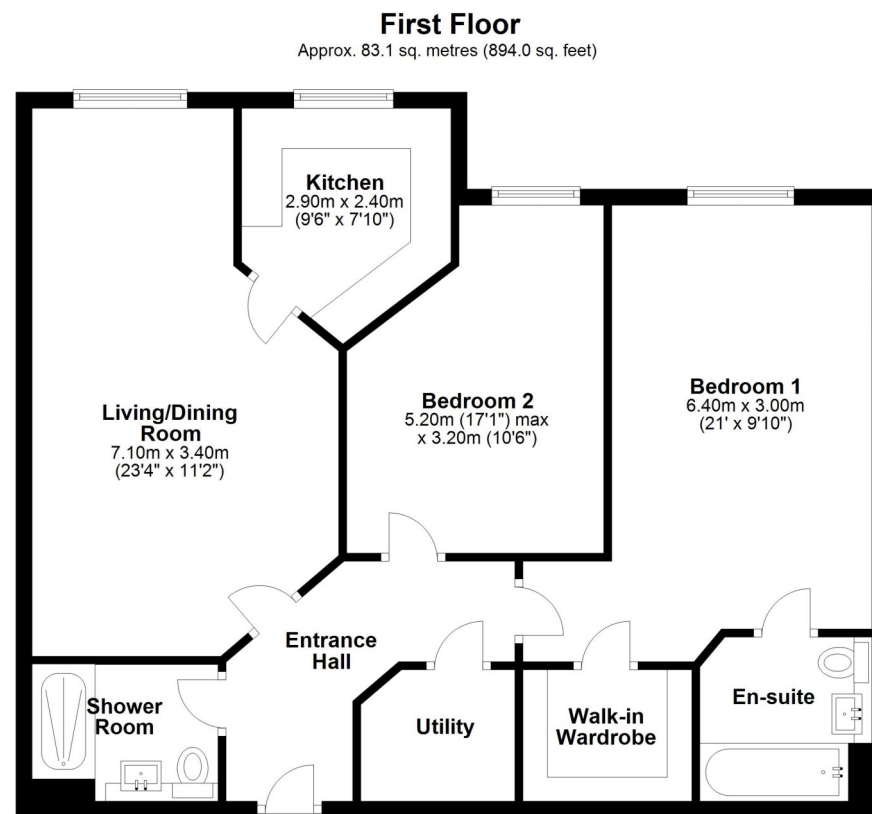 First Floor
Approx. 83.1 sq. metres (894.0 sq. feet)
Kitchen
2.90m x 2.40m
(9'6" x 7'10")
Living/Dining
Room
7.10m x 3.40m
(23'4" x 11'2")
Bedroom 2
5.20m (17'1") max
x 3.20m (10'6")
Bedroom 1
6.40m x 3.00m
(21' x 9'10")
Entrance
Hall
Shower
Room
Utility
Walk-in
Wardrobe
En-suite